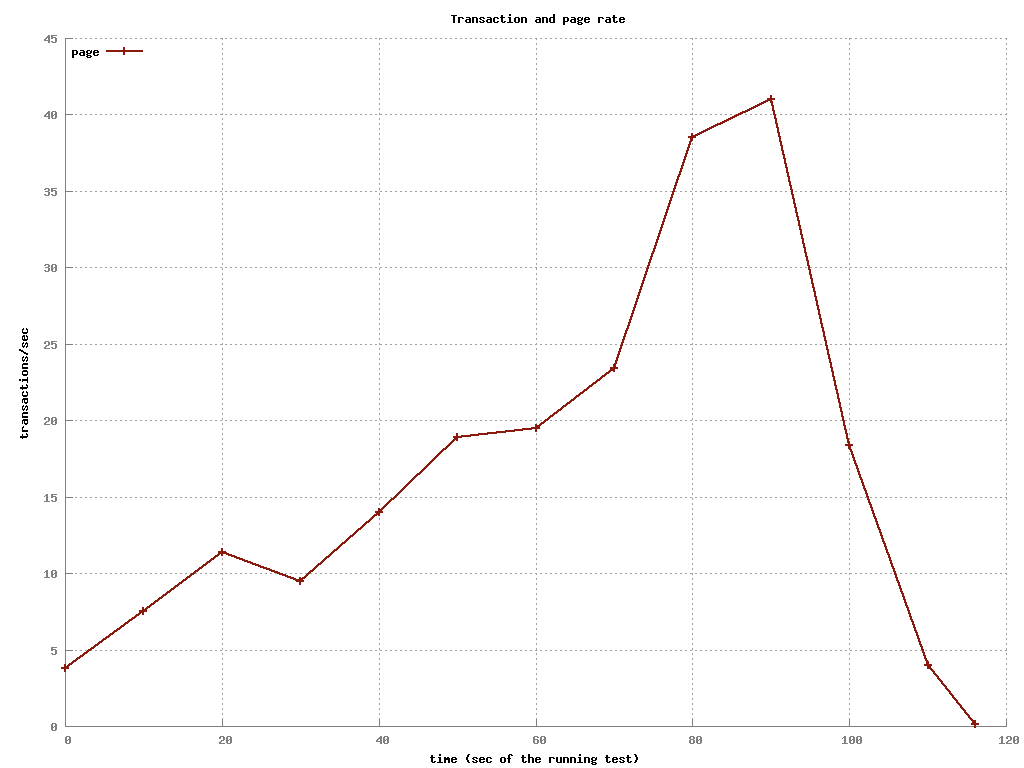 Transaction and page rate
page
45
40
35
30
25
20
15
10
5
0
transactions/sec
0 20 40 60 80 100 120
time (sec of the running test)